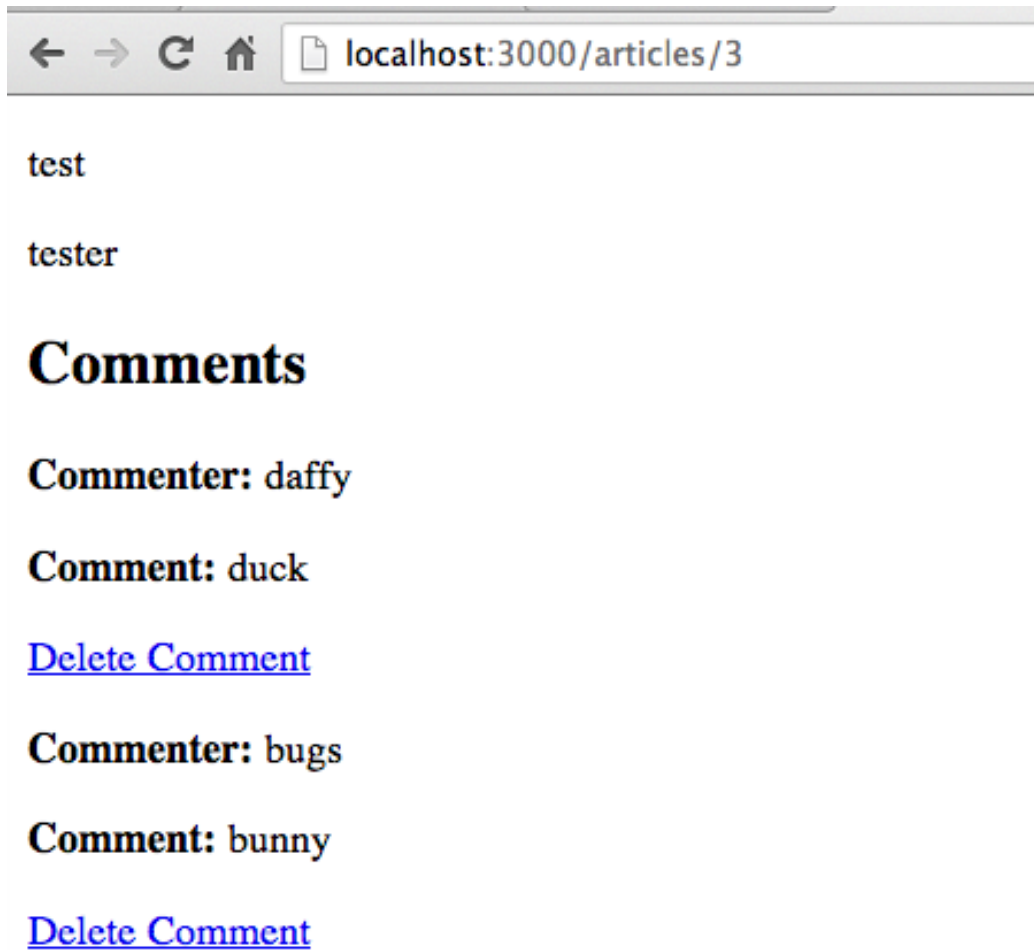 localhost:3000/articles/3
test
tester
Comments
Commenter: daffy
Comment: duck
Delete Comment
Commenter: bugs
Comment: bunny
Delete Comment